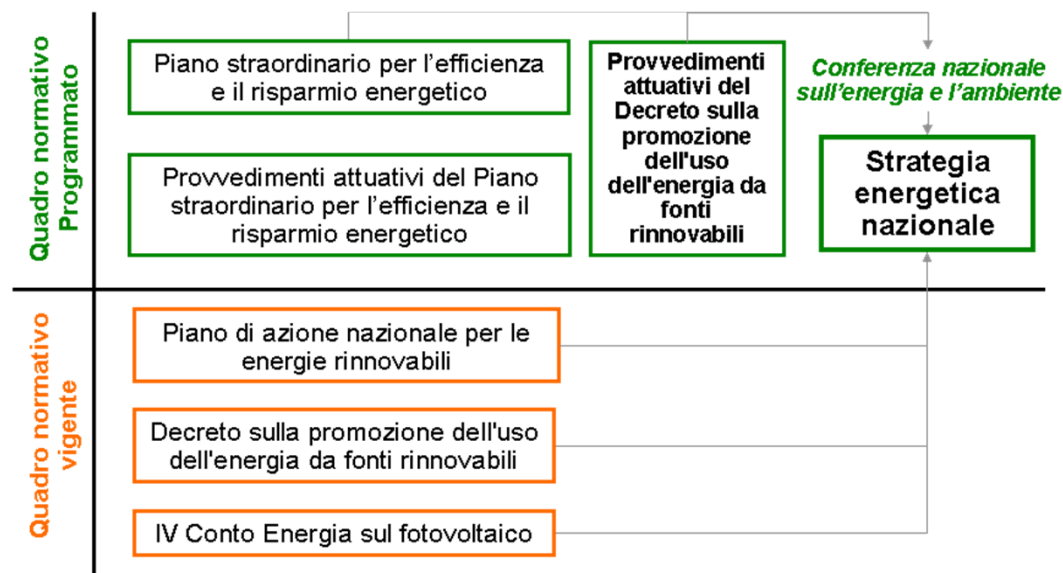 Quadro normativo
Programmato
Piano straordinario per l'efficienza
e il risparmio energetico
Provvedimenti attuativi del Piano
straordinario per l'efficienza e il
risparmio energetico
Provvedimenti
attuativi del
Decreto sulla
promozione
dell'uso
dell'energia da
fonti
rinnovabili
Conferenza nazionale
sull'energia e l'ambiente
Strategia
energetica
nazionale
Quadro normativo
vigente
Piano di azione nazionale per le
energie rinnovabili
Decreto sulla promozione dell'uso
dell'energia da fonti rinnovabili
IV Conto Energia sul fotovoltaico